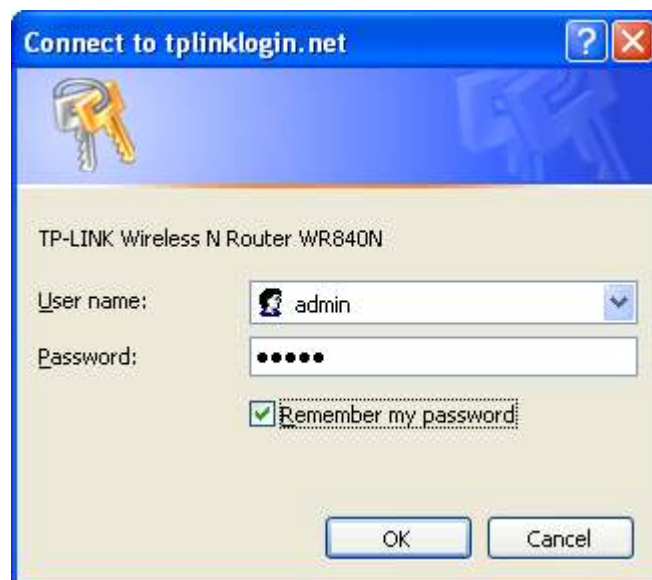 Connect to tplinklogin.net
TP-LINK Wireless N Router WR840N
User name: admin
Password: •••••
Remember my password
OK Cancel